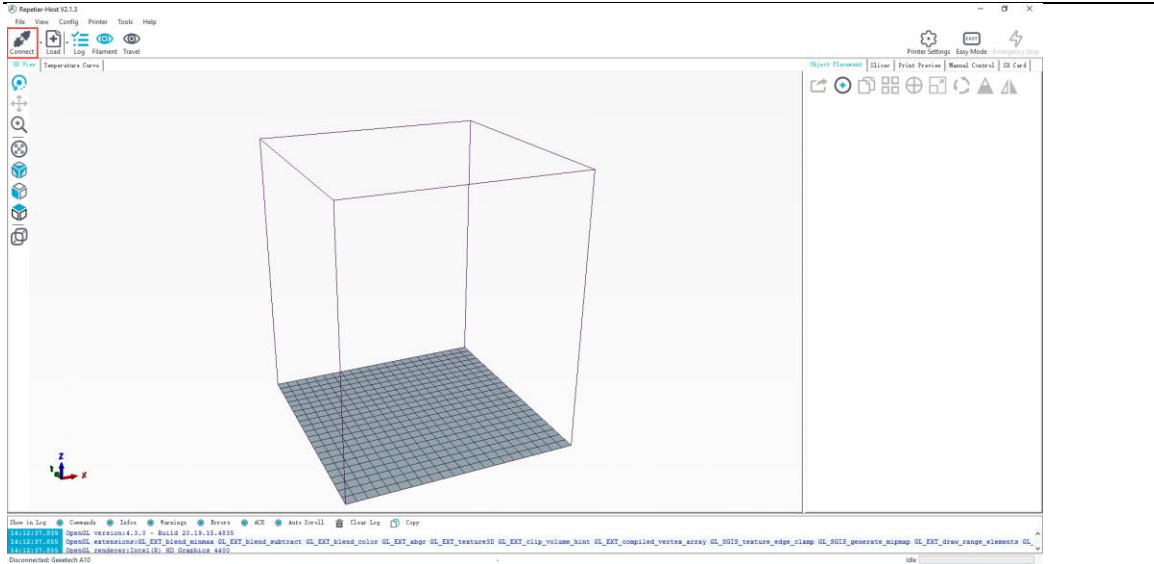 Repetier-Host V2.1.3
File View Config Printer Tools Help
Connect Load Log Filament Travel
Printer Settings Easy Mode Emergency Stop
EASY
3D View Temperature Curve
Object Placement Slicer Print Preview Manual Control SD Card
Z
Y
X
Show in Log: Commands Infos Warnings Errors ACK Auto Scroll Clear Log Copy
14:12:37.839 OpenGL version:4.3.0 - Build 20.19.15.4835
14:12:37.855 OpenGL extensions:GL_EXT_blend_minmax GL_EXT_blend_subtract GL_EXT_blend_color GL_EXT_abgr GL_EXT_texture3D GL_EXT_clip_volume_hint GL_EXT_compiled_vertex_array GL_SGIS_texture_edge_clamp GL_SGIS_generate_mipmap GL_EXT_draw_range_elements GL_
14:12:37.855 OpenGL renderer:Intel(R) HD Graphics 4400
Disconnected: Geeetech A10 - Idle